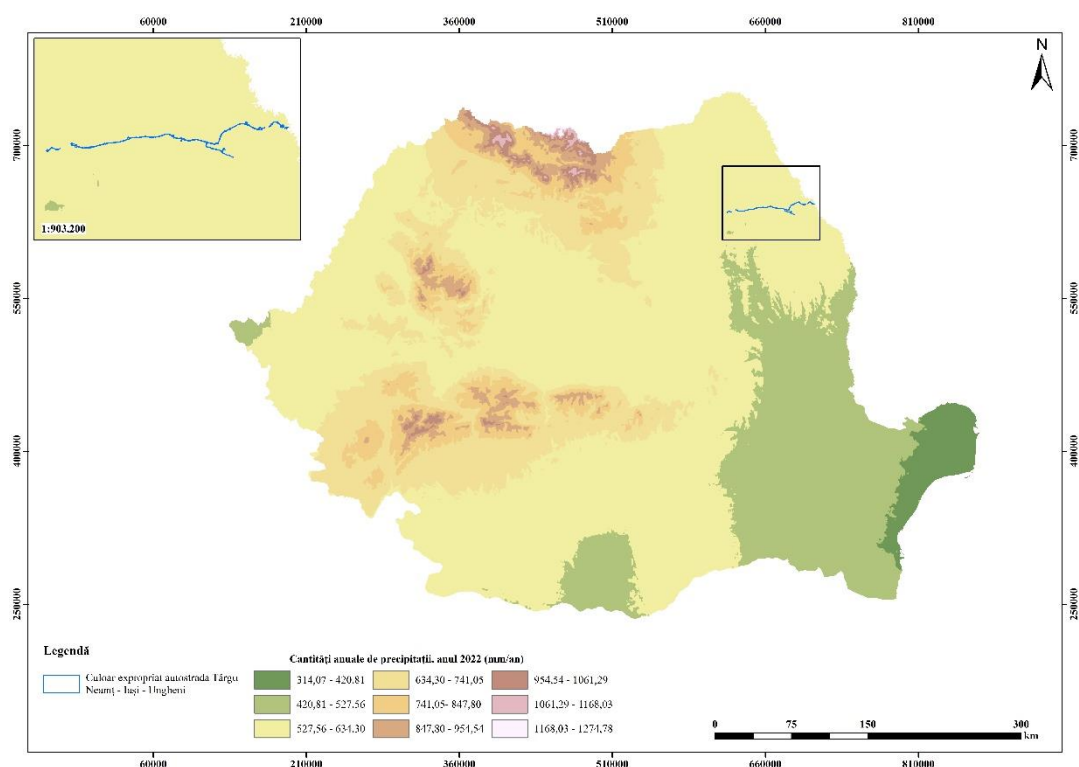 60000 210000 360000 510000 660000 810000
N
700000 700000
1:903.200
550000 550000
400000 400000
250000 250000
Legendă
Culoar expropriat autostrada Târgu
Neamț - Iași - Ungheni
Cantități anuale de precipitații, anul 2022 (mm/an)
314,07 - 420,81 634,30 - 741,05 954,54 - 1061,29
420,81 - 527,56 741,05- 847,80 1061,29 - 1168,03
527,56 - 634,30 847,80 - 954,54 1168,03 - 1274,78
0 75 150 300
km
60000 210000 360000 510000 660000 810000